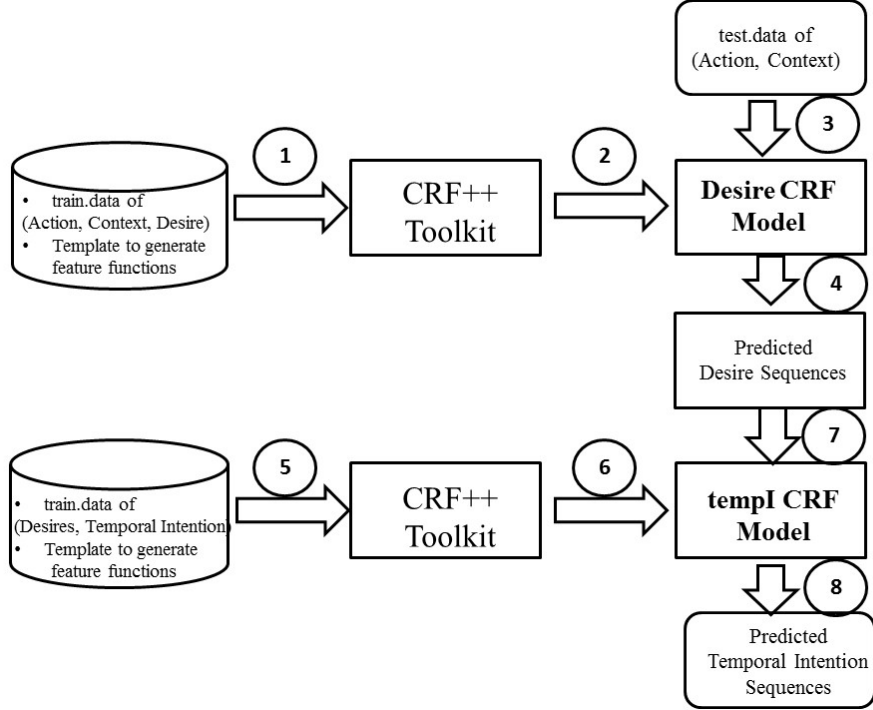 test.data of
(Action, Context)
3
1
2
• train.data of
(Action, Context, Desire)
• Template to generate
feature functions
CRF++
Toolkit
Desire CRF
Model
4
Predicted
Desire Sequences
7
5
6
• train.data of
(Desires, Temporal Intention)
• Template to generate
feature functions
CRF++
Toolkit
tempI CRF
Model
8
Predicted
Temporal Intention
Sequences